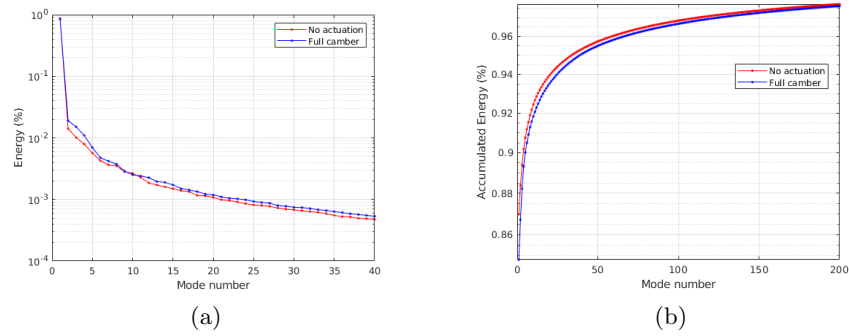 10^0
10^-1
10^-2
10^-3
10^-4
Energy (%)
No actuation
Full camber
0 5 10 15 20 25 30 35 40
Mode number
(a)
0.96
0.94
0.92
0.9
0.88
0.86
Accumulated Energy (%)
No actuation
Full camber
0 50 100 150 200
Mode number
(b)